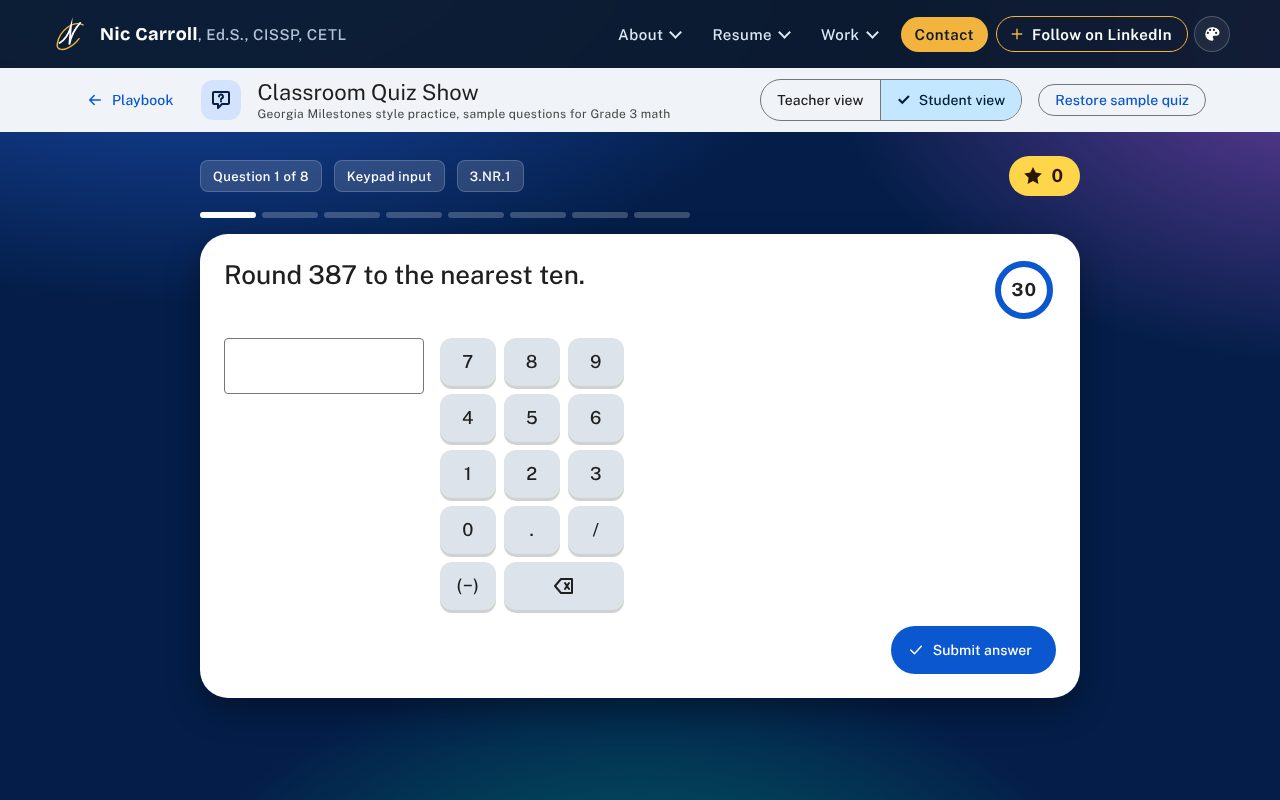 Nic Carroll, Ed.S., CISSP, CETL
About
Resume
Work
Contact
+ Follow on LinkedIn
← Playbook
Classroom Quiz Show
Georgia Milestones style practice, sample questions for Grade 3 math
Teacher view
Student view
Restore sample quiz
Question 1 of 8
Keypad input
3.NR.1
0
Round 387 to the nearest ten.
30
7 8 9
4 5 6
1 2 3
0 . /
(−)
Submit answer